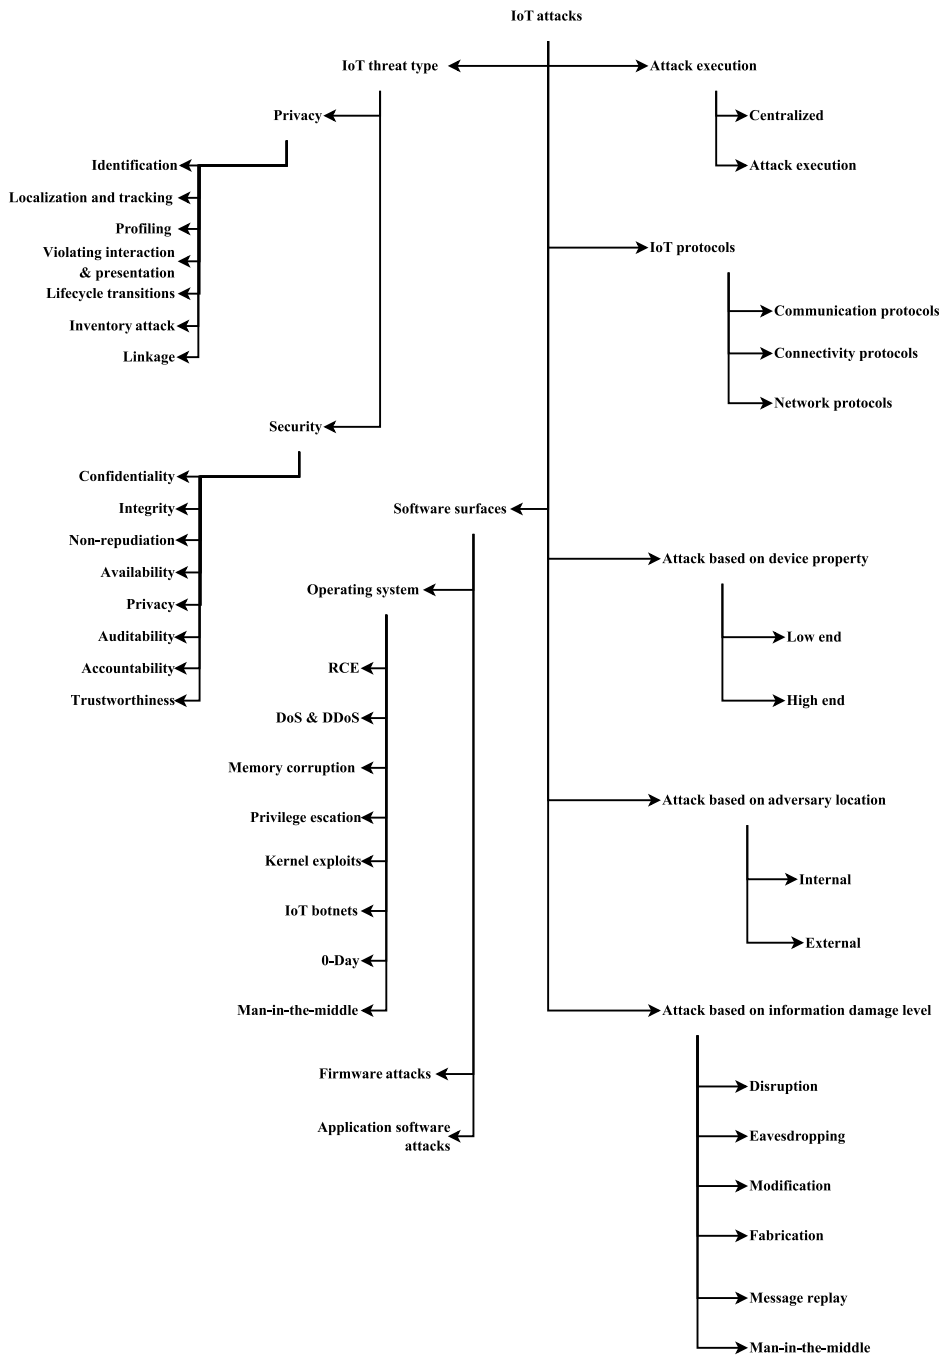 IoT attacks
IoT threat type
Attack execution
Privacy
Centralized
Identification
Attack execution
Localization and tracking
Profiling
Violating interaction
& presentation
IoT protocols
Lifecycle transitions
Communication protocols
Inventory attack
Linkage
Connectivity protocols
Network protocols
Security
Confidentiality
Integrity
Software surfaces
Non-repudiation
Attack based on device property
Availability
Operating system
Privacy
Auditability
Low end
Accountability
RCE
Trustworthiness
High end
DoS & DDoS
Memory corruption
Attack based on adversary location
Privilege escation
Kernel exploits
Internal
IoT botnets
External
0-Day
Man-in-the-middle
Attack based on information damage level
Firmware attacks
Disruption
Application software
attacks
Eavesdropping
Modification
Fabrication
Message replay
Man-in-the-middle